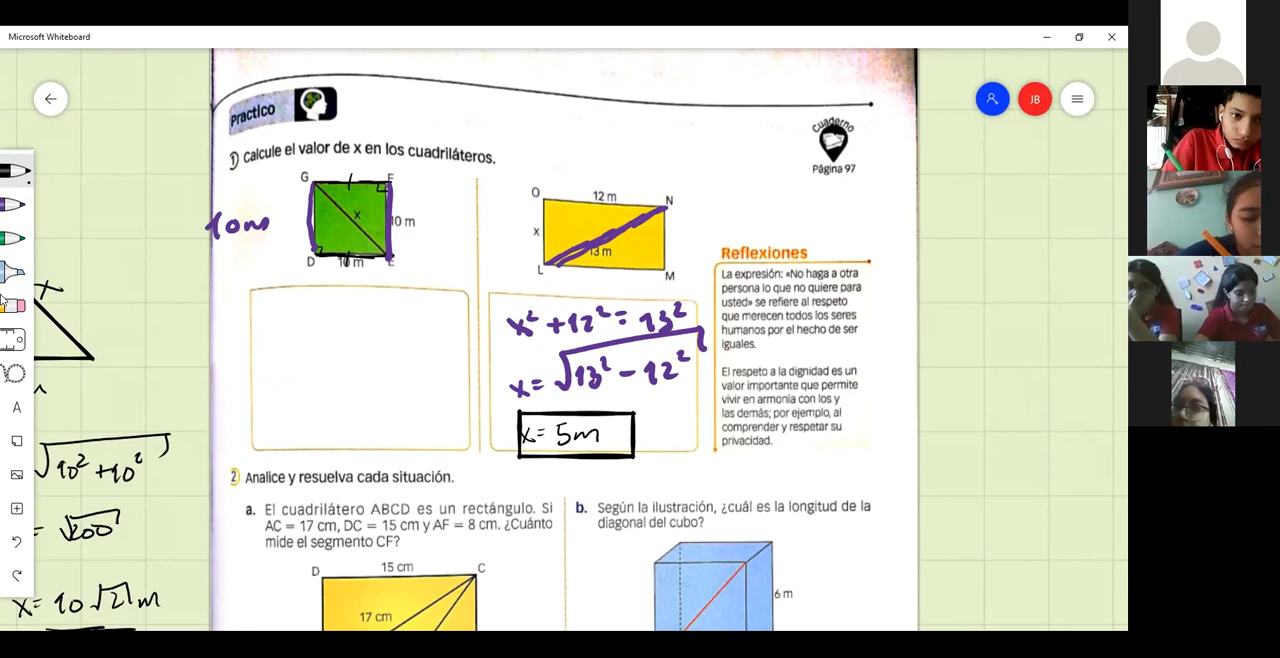 Microsoft Whiteboard
JB
Practico
Cuaderno
Página 97
1) Calcule el valor de x en los cuadriláteros.
G
F
x
10 m
10m
D
10 m
E
O
12 m
N
x
13 m
L
M
x² + 12² = 13²
x = √13² - 12²
x = 5m
Reflexiones
La expresión: «No haga a otra
persona lo que no quiere para
usted» se refiere al respeto
que merecen todos los seres
humanos por el hecho de ser
iguales.
El respeto a la dignidad es un
valor importante que permite
vivir en armonía con los y
las demás; por ejemplo, al
comprender y respetar su
privacidad.
x
√10² + 10²
= √200
x = 10√2 m
2) Analice y resuelva cada situación.
a. El cuadrilátero ABCD es un rectángulo. Si
AC = 17 cm, DC = 15 cm y AF = 8 cm. ¿Cuánto
mide el segmento CF?
D
15 cm
C
17 cm
b. Según la ilustración, ¿cuál es la longitud de la
diagonal del cubo?
6 m
A